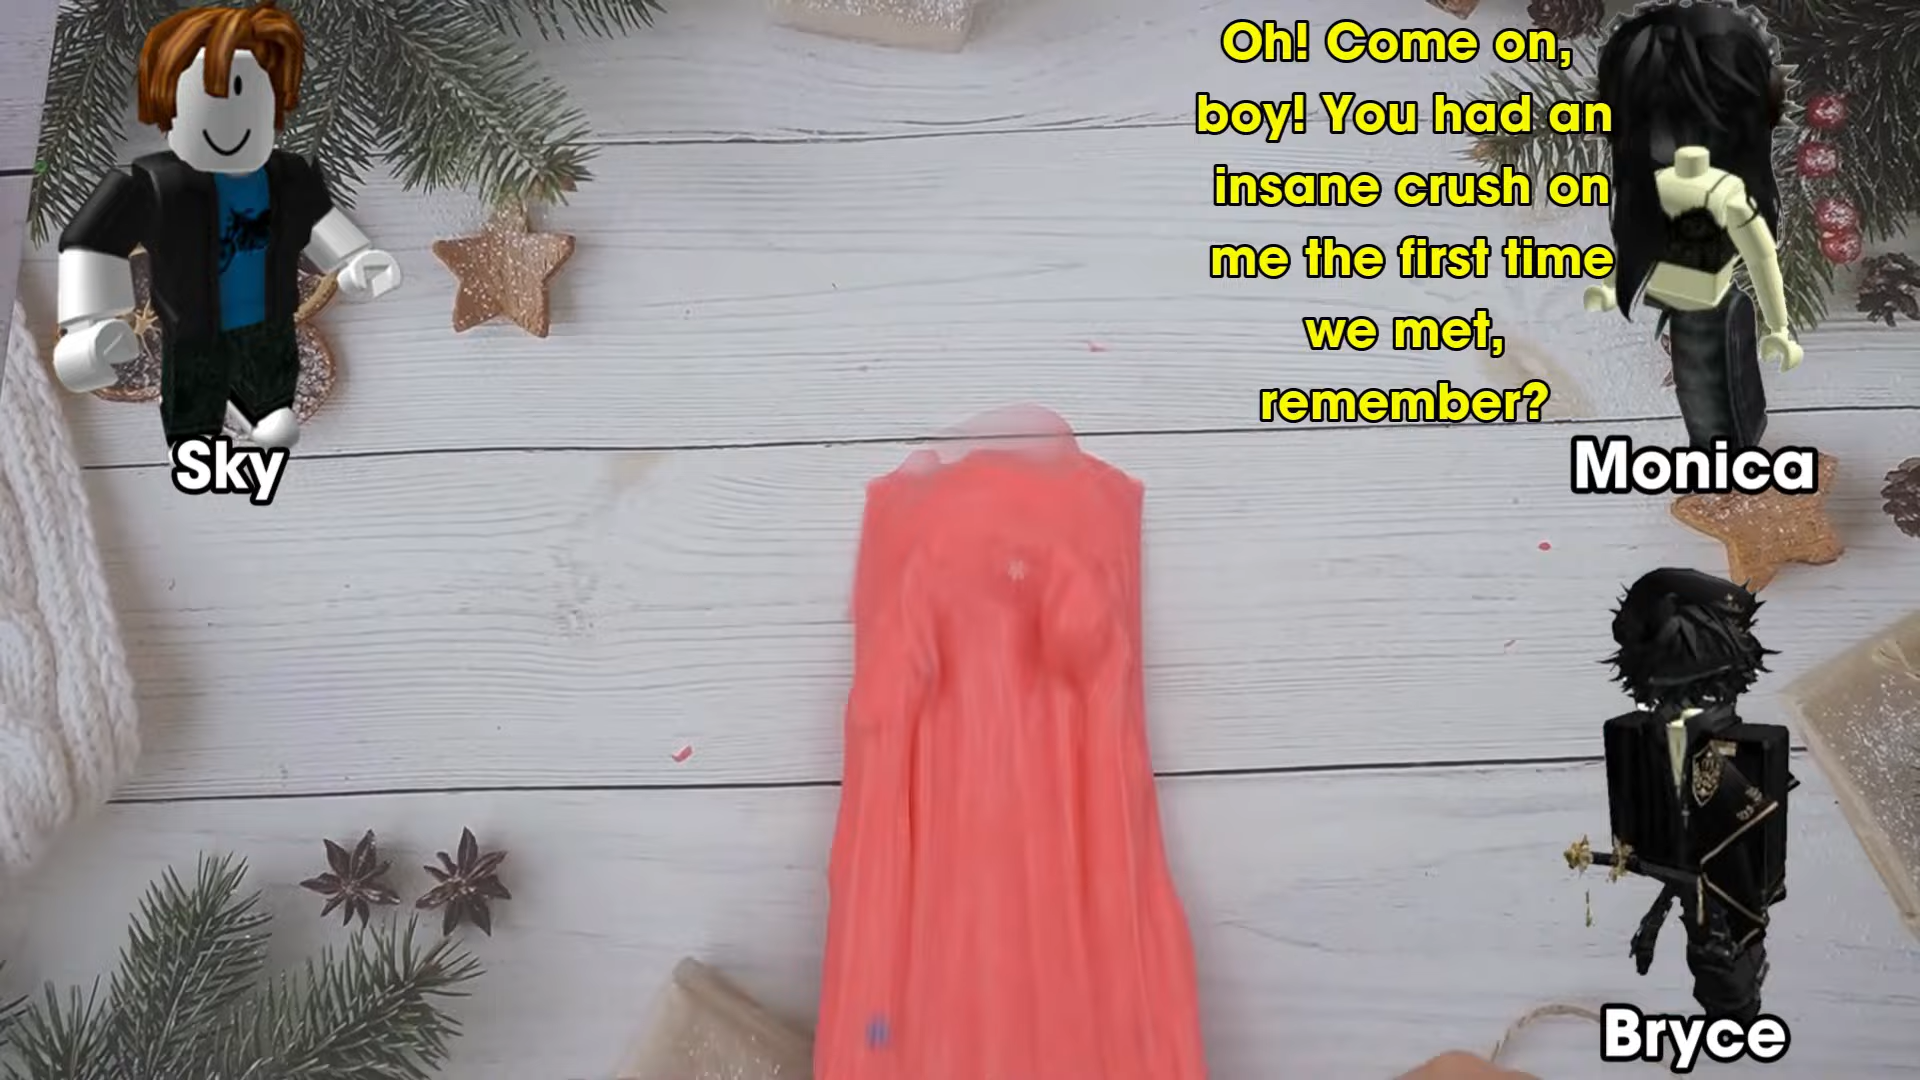 Oh! Come on,
boy! You had an
insane crush on
me the first time
we met,
remember?
Sky
Monica
Bryce